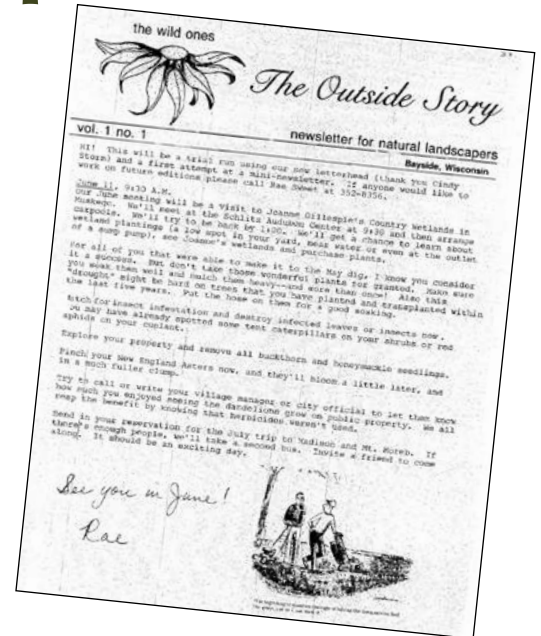 the wild ones
The Outside Story
vol. 1 no. 1
newsletter for natural landscapers
Bayside, Wisconsin
HI! This will be a trial run using our new letterhead (thank you Cindy
Storm) and a first attempt at a mini-newsletter. If anyone would like to
work on future editions please call Rae Sweet at 352-8356.
June 11, 9:30 A.M.
Our June meeting will be a visit to Joanne Gillespie's Country Wetlands in
Muskego. We'll meet at the Schlitz Audubon Center at 9:30 and then arrange
carpools. We'll try to be back by 1:00. We'll get a chance to learn about
wetland plantings (a low spot in your yard, near water or even at the outlet
of a sump pump), see Joanne's wetlands and purchase plants.
For all of you that were able to make it to the May dig, I know you consider
it a success. But don't take those wonderful plants for granted. Make sure
you soak them well and mulch them heavy--and more than once! Also this
"drought" might be hard on trees that you have planted and transplanted within
the last five years. Put the hose on them for a good soaking.
Watch for insect infestation and destroy infected leaves or insects now.
You may have already spotted some tent caterpillars on your shrubs or red
aphids on your cuplant.
Explore your property and remove all buckthorn and honeysuckle seedlings.
Pinch your New England Asters now, and they'll bloom a little later, and
in a much fuller clump.
Try to call or write your village manager or city official to let them know
how much you enjoyed seeing the dandelions grow on public property. We all
reap the benefit by knowing that herbicides weren't used.
Send in your reservation for the July trip to Madison and Mt. Horeb. If
there's enough people, we'll take a second bus. Invite a friend to come
along. It should be an exciting day.
See you in June!
Rae